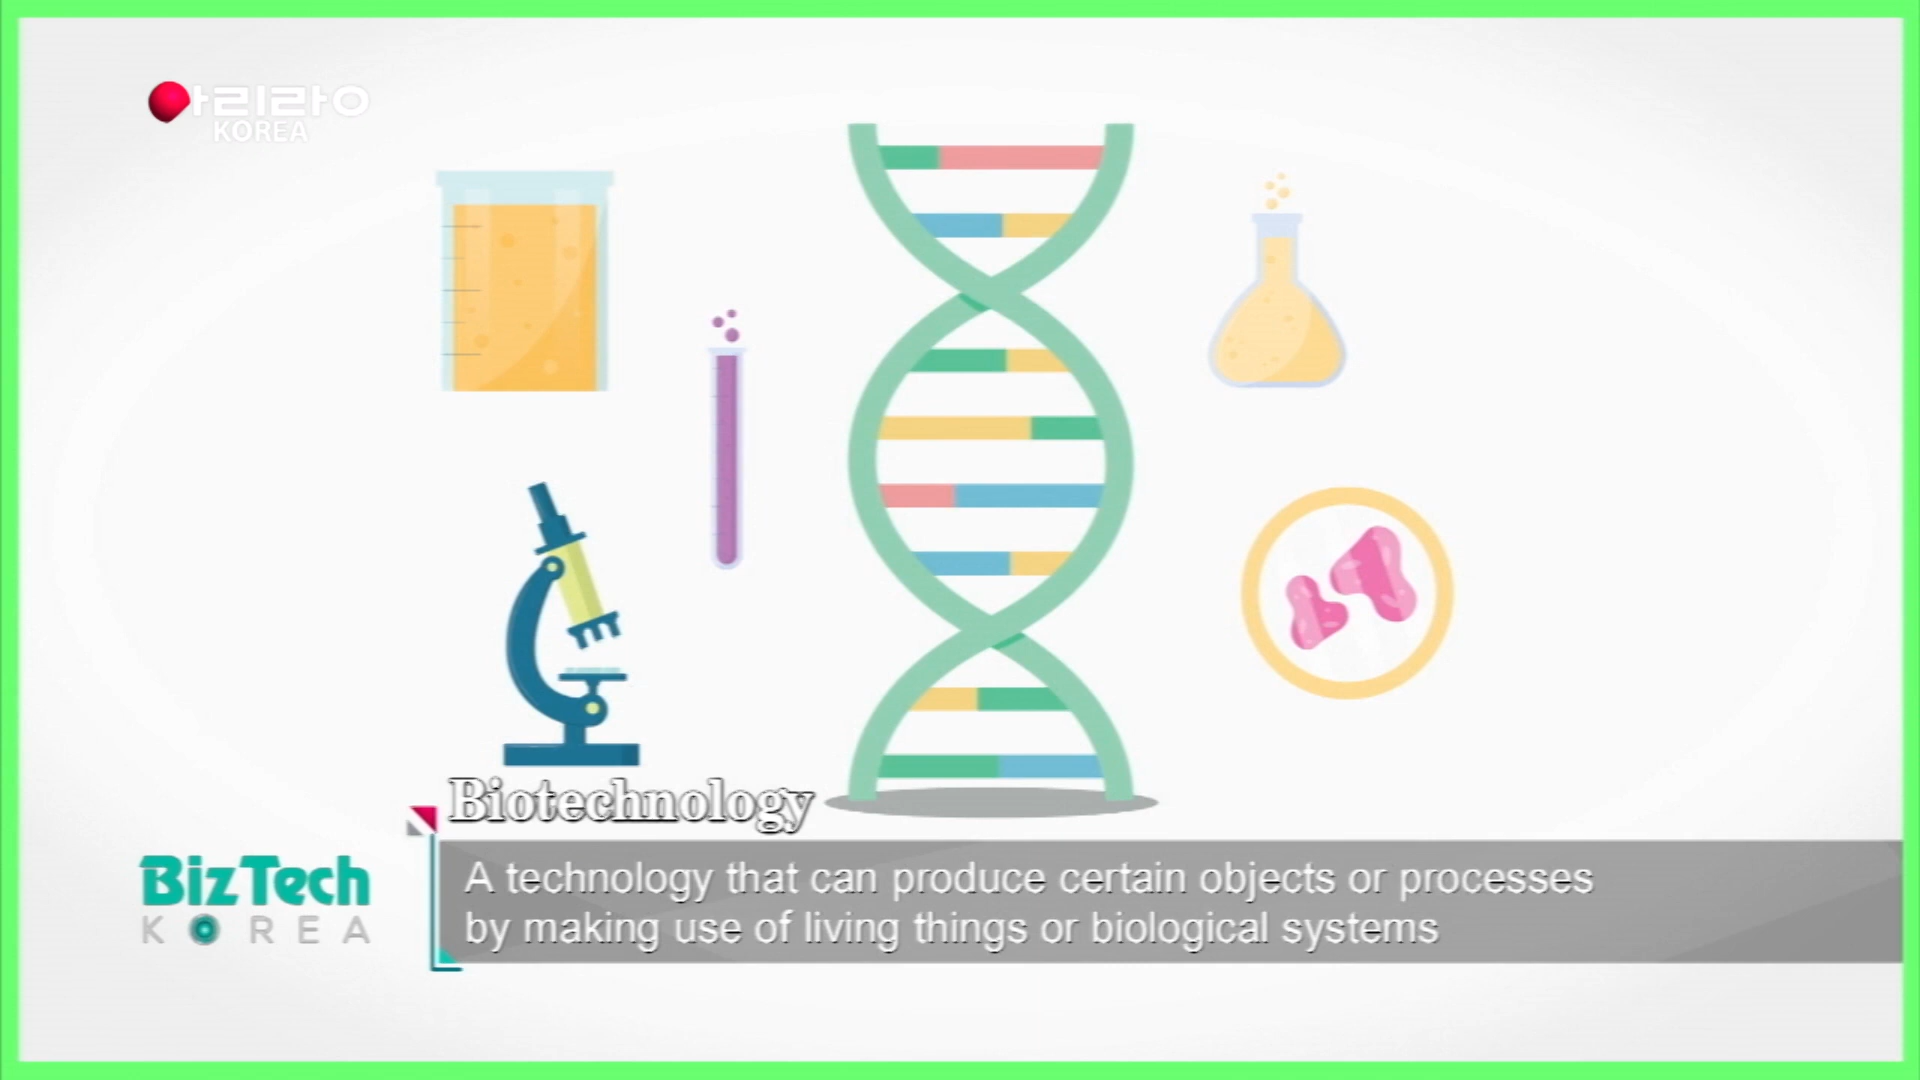 아리랑
KOREA
Biotechnology
BizTech
KOREA
A technology that can produce certain objects or processes
by making use of living things or biological systems